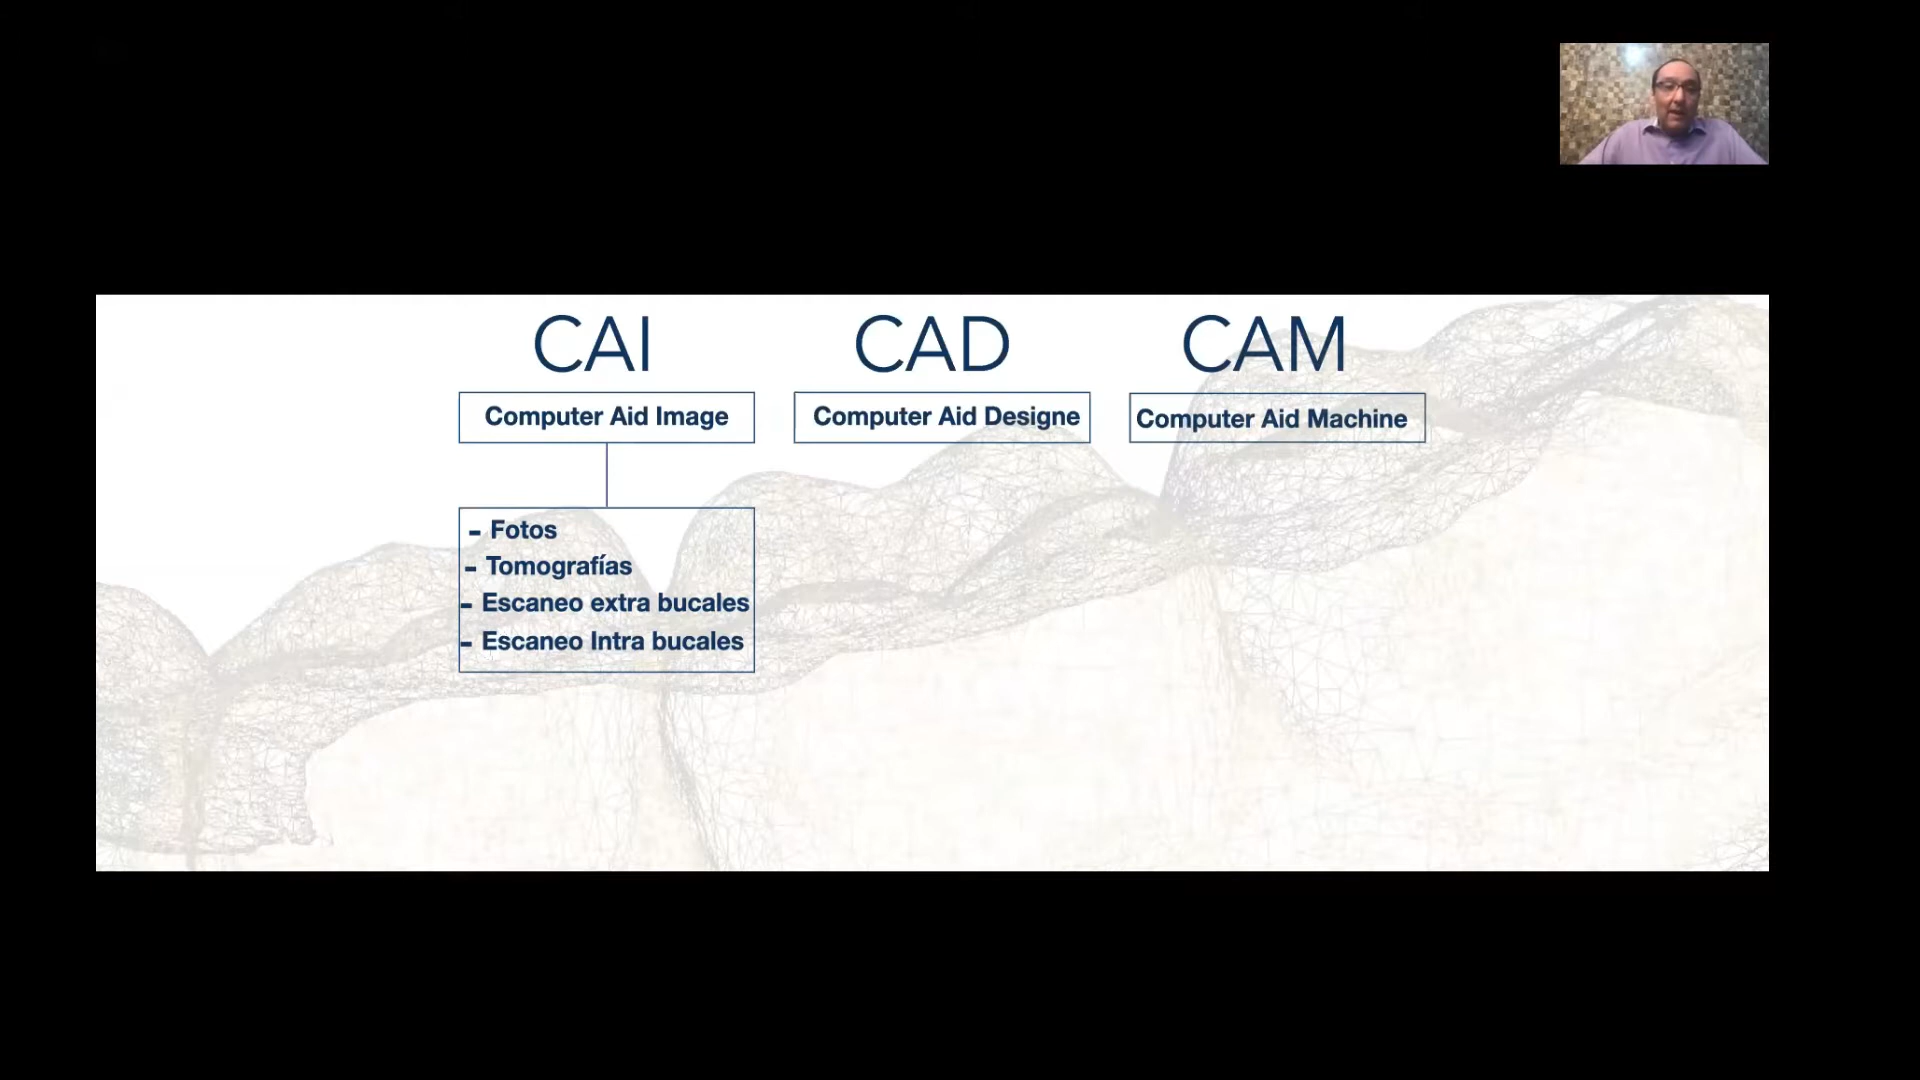 CAI
CAD
CAM
Computer Aid Image
Computer Aid Designe
Computer Aid Machine
- Fotos
- Tomografías
- Escaneo extra bucales
- Escaneo Intra bucales